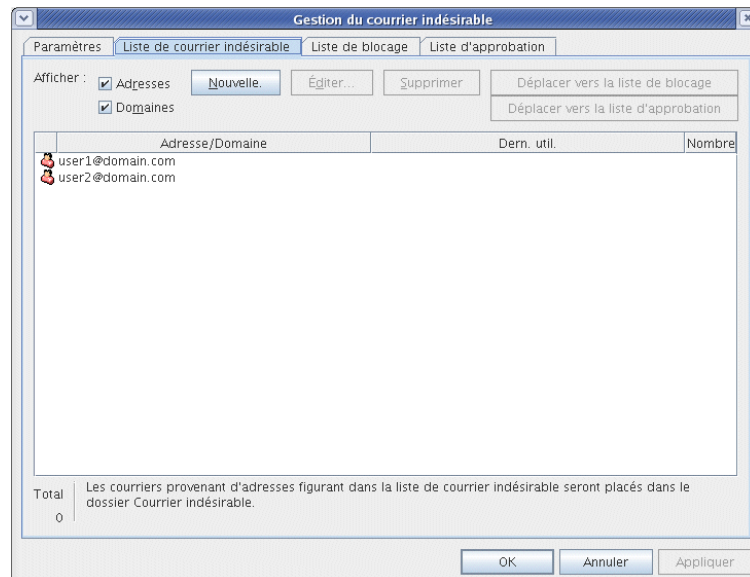 Gestion du courrier indésirable
Paramètres Liste de courrier indésirable Liste de blocage Liste d'approbation
Afficher : Adresses Nouvelle. Éditer... Supprimer Déplacer vers la liste de blocage
Domaines Déplacer vers la liste d'approbation
Adresse/Domaine Dern. util. Nombre
user1@domain.com
user2@domain.com
Total Les courriers provenant d'adresses figurant dans la liste de courrier indésirable seront placés dans le
0 dossier Courrier indésirable.
OK Annuler Appliquer